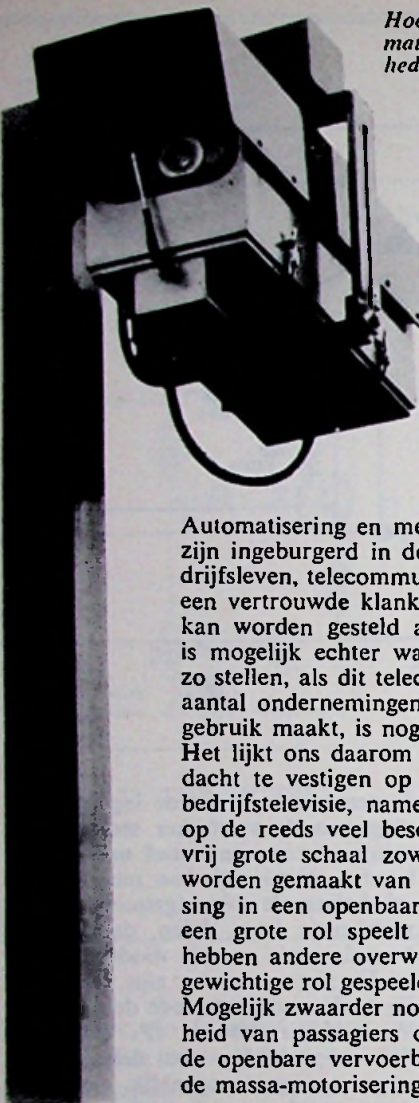 Hoe
mat
hed
Automatisering en me
zijn ingeburgerd in de
drijfsleven, telecommu
een vertrouwde klank
kan worden gesteld a
is mogelijk echter wa
zo stellen, als dit telec
aantal ondernemingen
gebruik maakt, is nog
Het lijkt ons daarom
dacht te vestigen op
bedrijfstelevisie, name
op de reeds veel besc
vrij grote schaal zow
worden gemaakt van
sing in een openbaar
een grote rol speelt
hebben andere overw
gewichtige rol gespeeld
Mogelijk zwaarder no
heid van passagiers o
de openbare vervoerb
de massa-motorisering